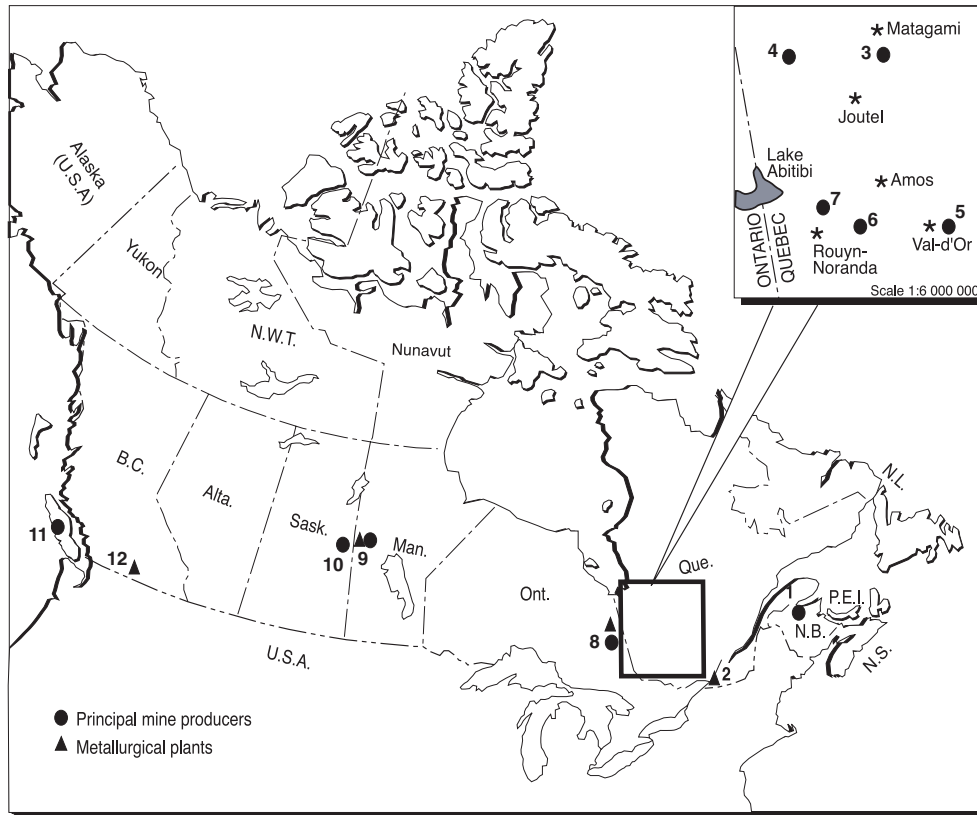 Matagami
4
3
Joutel
Lake
Abitibi
Amos
7
6
5
ONTARIO
QUEBEC
Rouyn-
Noranda
Val-d'Or
Scale 1:6 000 000
Alaska
(U.S.A)
Yukon
N.W.T.
Nunavut
B.C.
Alta.
Sask.
Man.
Ont.
Que.
N.L.
P.E.I.
N.B.
N.S.
U.S.A.
11
12
10
9
8
2
1
Principal mine producers
Metallurgical plants